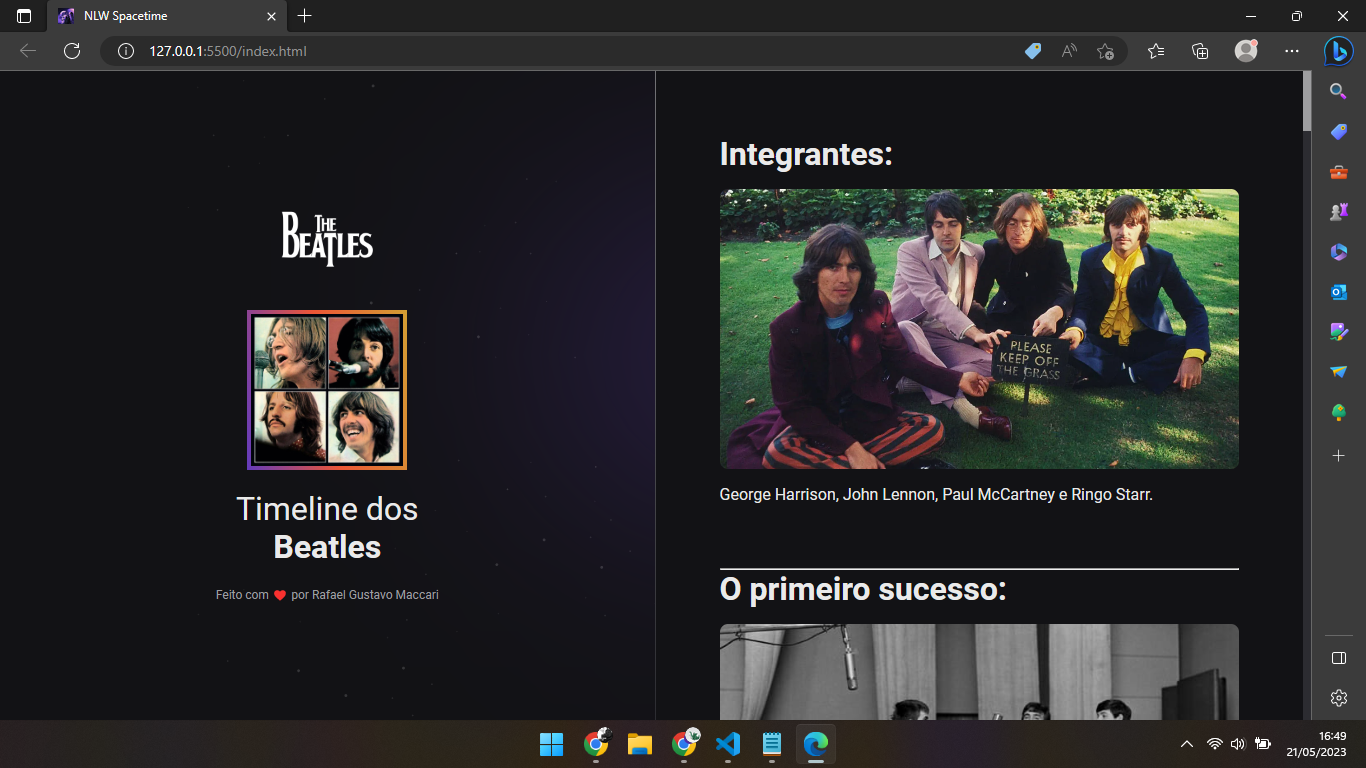 NLW Spacetime
127.0.0.1:5500/index.html
THE
BEATLES
Timeline dos
Beatles
Feito com ❤ por Rafael Gustavo Maccari
Integrantes:
PLEASE
KEEP OFF
THE GRASS
George Harrison, John Lennon, Paul McCartney e Ringo Starr.
O primeiro sucesso:
16:49
21/05/2023